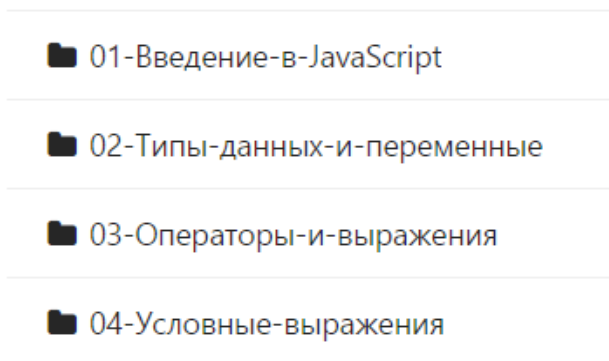 01-Введение-в-JavaScript
02-Типы-данных-и-переменные
03-Операторы-и-выражения
04-Условные-выражения